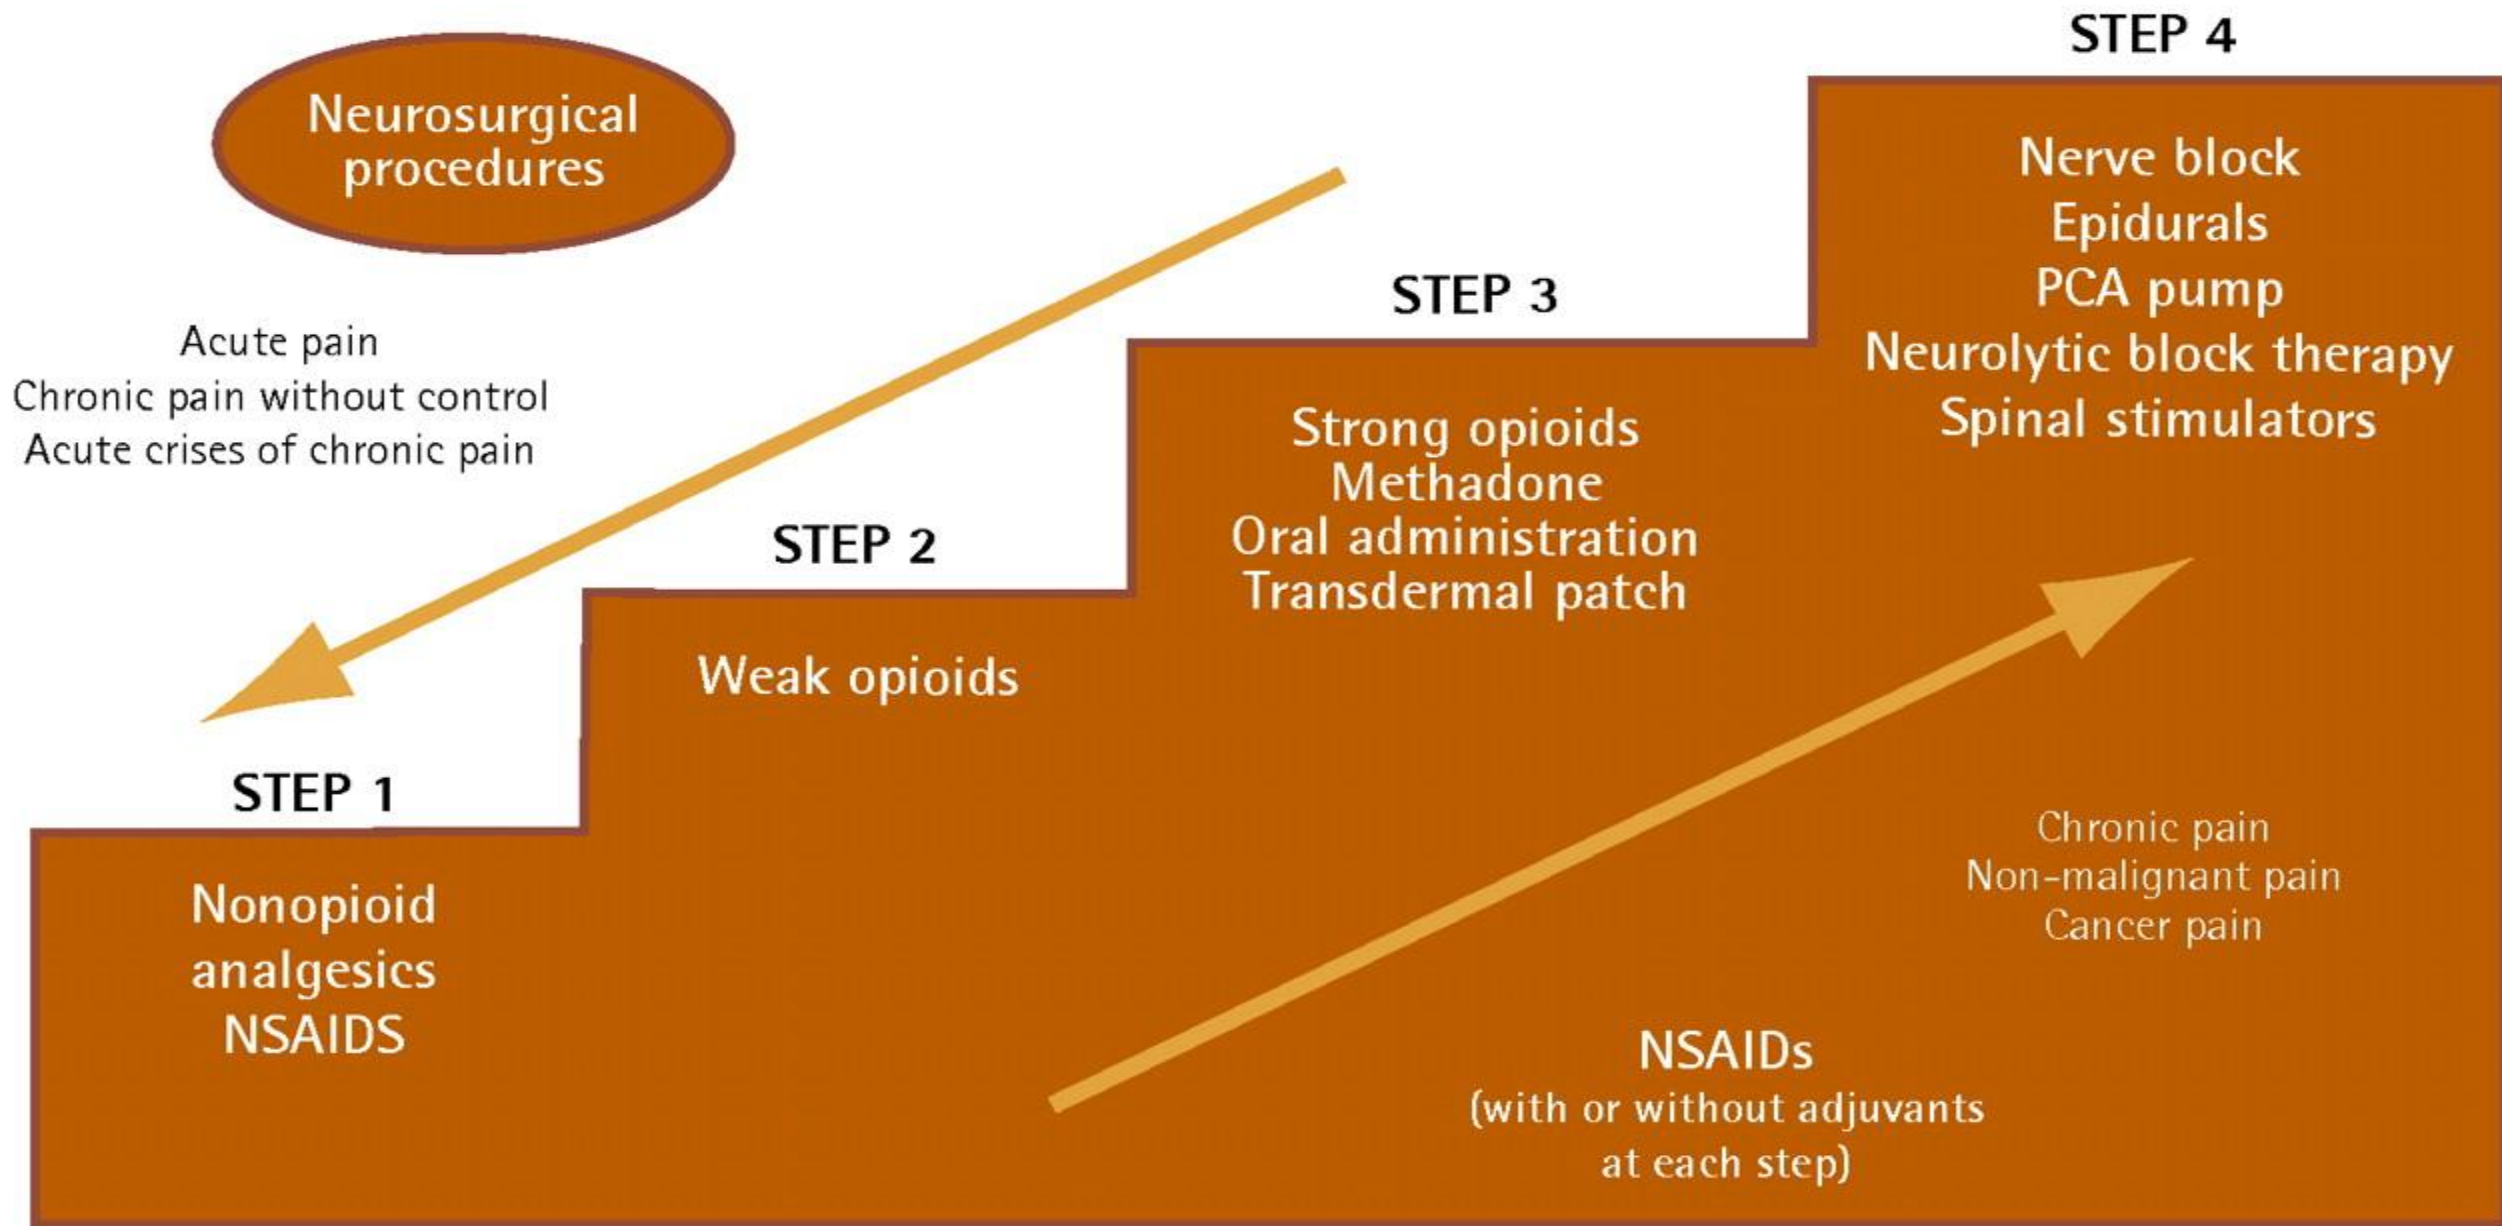 Neurosurgical
procedures
Acute pain
Chronic pain without control
Acute crises of chronic pain
STEP 1
Nonopioid
analgesics
NSAIDS
STEP 2
Weak opioids
STEP 3
Strong opioids
Methadone
Oral administration
Transdermal patch
STEP 4
Nerve block
Epidurals
PCA pump
Neurolytic block therapy
Spinal stimulators
Chronic pain
Non-malignant pain
Cancer pain
NSAIDs
(with or without adjuvants
at each step)